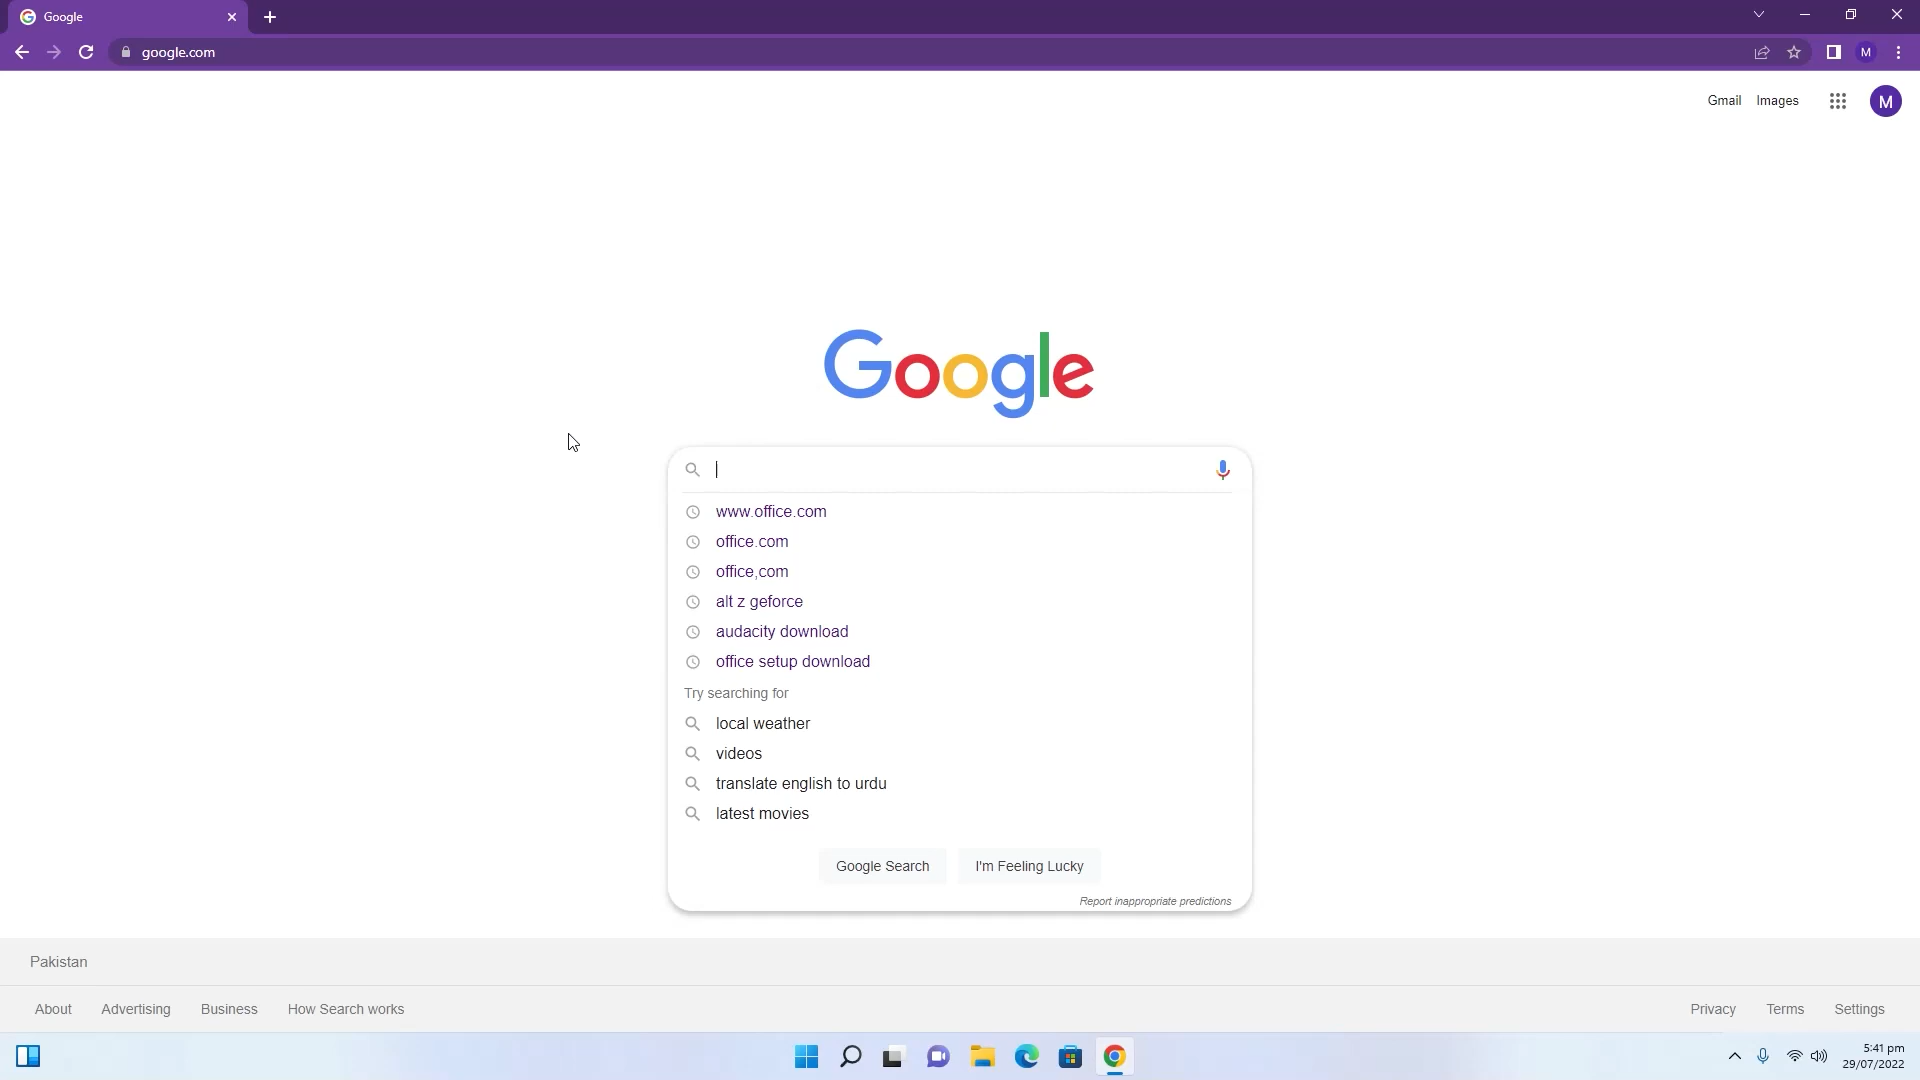 Google
google.com
M
Gmail Images
M
Google
www.office.com
office.com
office,com
alt z geforce
audacity download
office setup download
Try searching for
local weather
videos
translate english to urdu
latest movies
Google Search I'm Feeling Lucky
Report inappropriate predictions
Pakistan
About Advertising Business How Search works Privacy Terms Settings
5:41 pm
29/07/2022